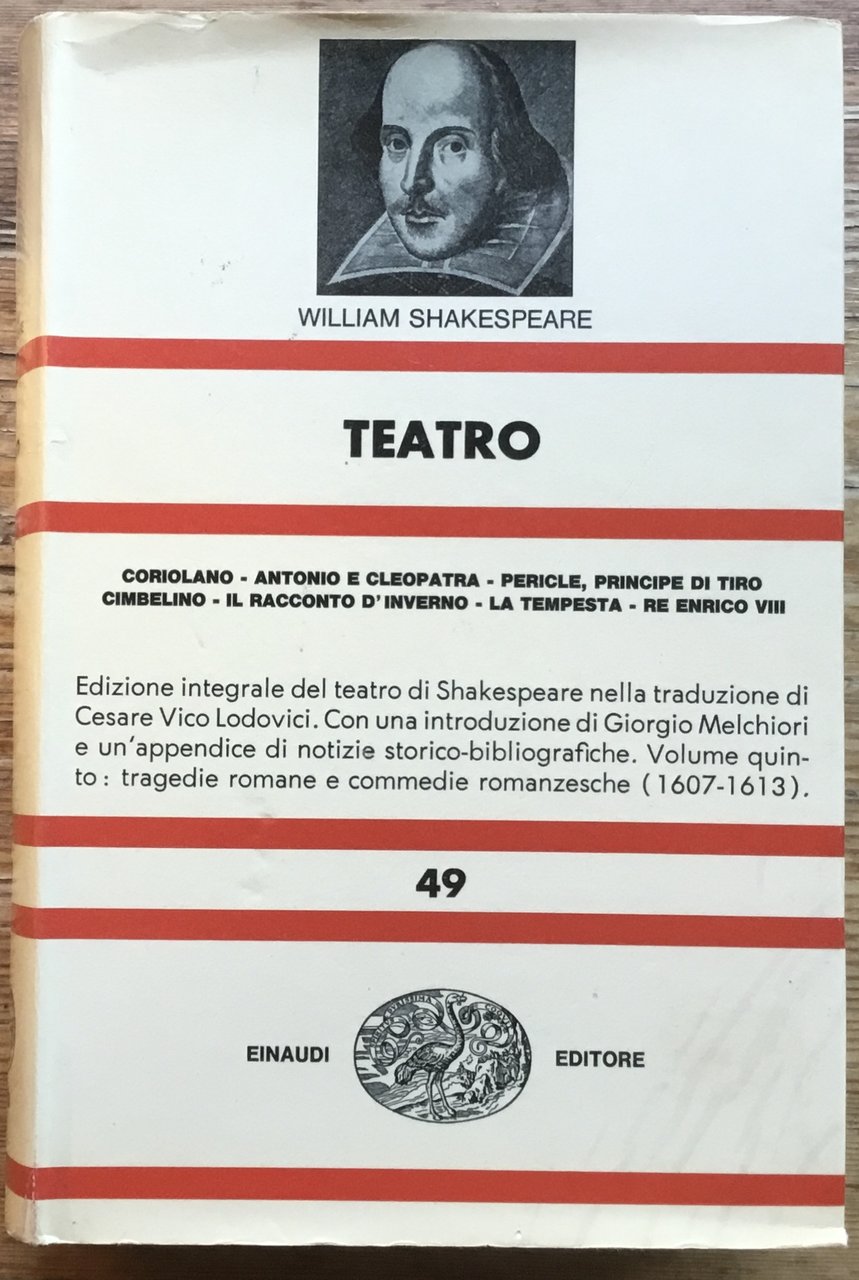 WILLIAM SHAKESPEARE
TEATRO
CORIOLANO - ANTONIO E CLEOPATRA - PERICLE, PRINCIPE DI TIRO
CIMBELINO - IL RACCONTO D'INVERNO - LA TEMPESTA - RE ENRICO VIII
Edizione integrale del teatro di Shakespeare nella traduzione di
Cesare Vico Lodovici. Con una introduzione di Giorgio Melchiori
e un'appendice di notizie storico-bibliografiche. Volume quin-
to: tragedie romane e commedie romanzesche (1607-1613).
49
EINAUDI EDITORE